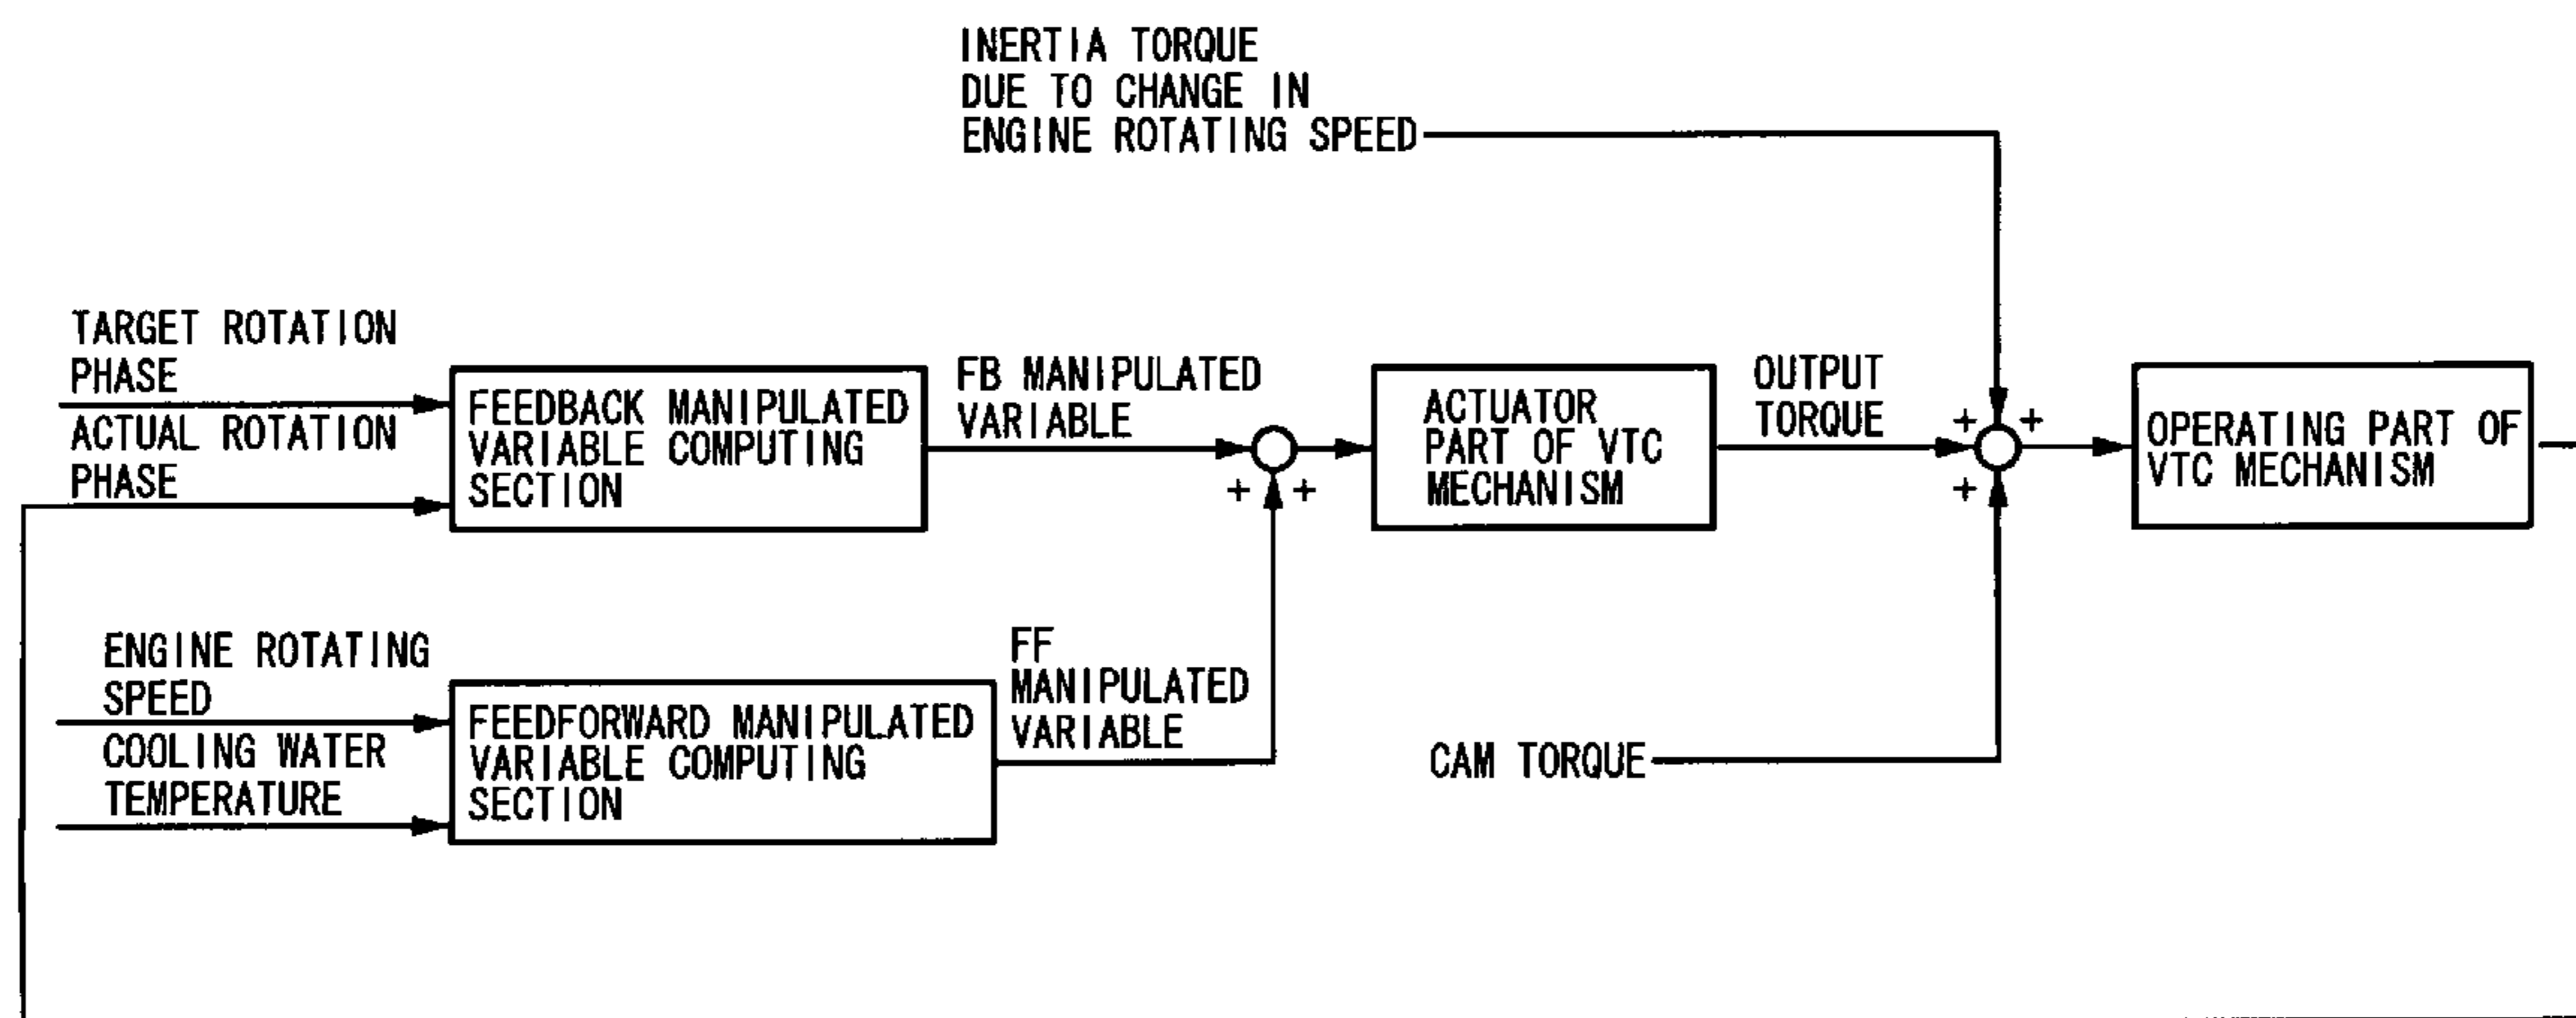 INERTIA TORQUE
DUE TO CHANGE IN
ENGINE ROTATING SPEED
TARGET ROTATION
PHASE
ACTUAL ROTATION
PHASE
FEEDBACK MANIPULATED
VARIABLE COMPUTING
SECTION
FB MANIPULATED
VARIABLE
+ +
ACTUATOR
PART OF VTC
MECHANISM
OUTPUT
TORQUE
+ +
+
OPERATING PART OF
VTC MECHANISM
ENGINE ROTATING
SPEED
COOLING WATER
TEMPERATURE
FEEDFORWARD MANIPULATED
VARIABLE COMPUTING
SECTION
FF
MANIPULATED
VARIABLE
CAM TORQUE